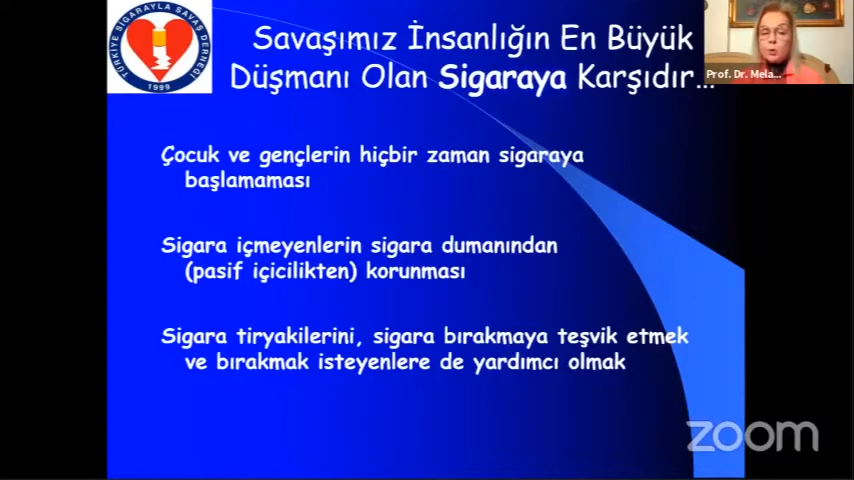 TÜRKİYE SİGARAYLA SAVAŞ DERNEĞİ
1999
Savaşımız İnsanlığın En Büyük
Düşmanı Olan Sigaraya Karşıdır…
Prof. Dr. Mela...
Çocuk ve gençlerin hiçbir zaman sigaraya
başlamaması
Sigara içmeyenlerin sigara dumanından
(pasif içicilikten) korunması
Sigara tiryakilerini, sigara bırakmaya teşvik etmek
ve bırakmak isteyenlere de yardımcı olmak
zoom